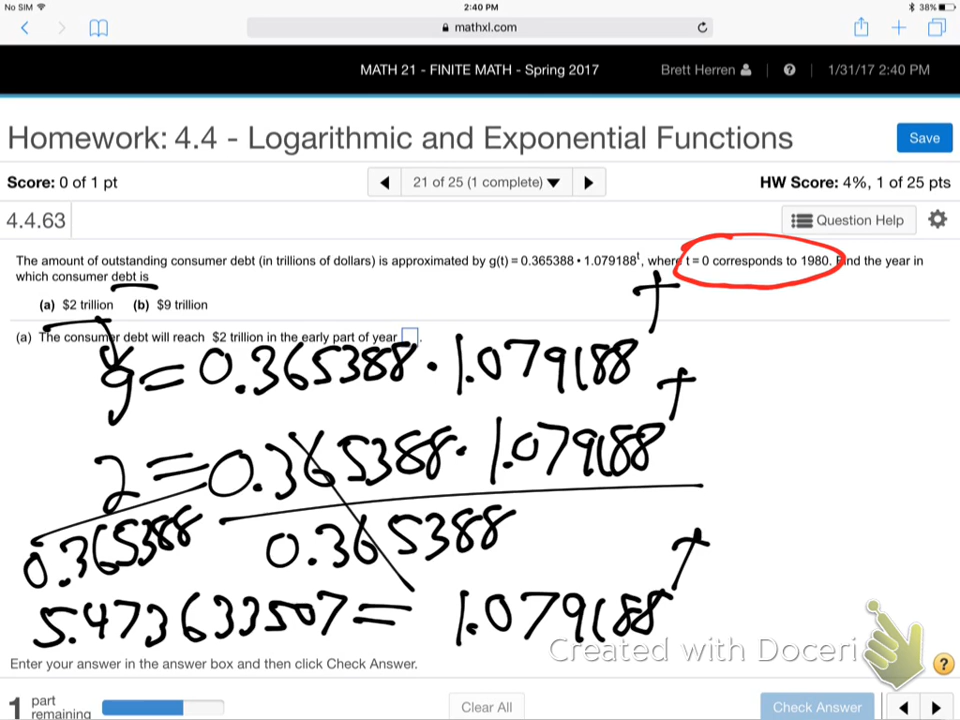 No SIM 2:40 PM 38%
mathxl.com
MATH 21 - FINITE MATH - Spring 2017 Brett Herren ? 1/31/17 2:40 PM
Homework: 4.4 - Logarithmic and Exponential Functions Save
Score: 0 of 1 pt 21 of 25 (1 complete) HW Score: 4%, 1 of 25 pts
4.4.63 Question Help
The amount of outstanding consumer debt (in trillions of dollars) is approximated by g(t) = 0.365388 • 1.079188^t, where t = 0 corresponds to 1980. Find the year in
which consumer debt is
(a) $2 trillion (b) $9 trillion
(a) The consumer debt will reach $2 trillion in the early part of year .
g = 0.365388 · 1.079188^t
2 = 0.365388 · 1.079188^t
0.365388 0.365388
5.473633507 = 1.079188^t
Created with Doceri
Enter your answer in the answer box and then click Check Answer. ?
1 part remaining Clear All Check Answer